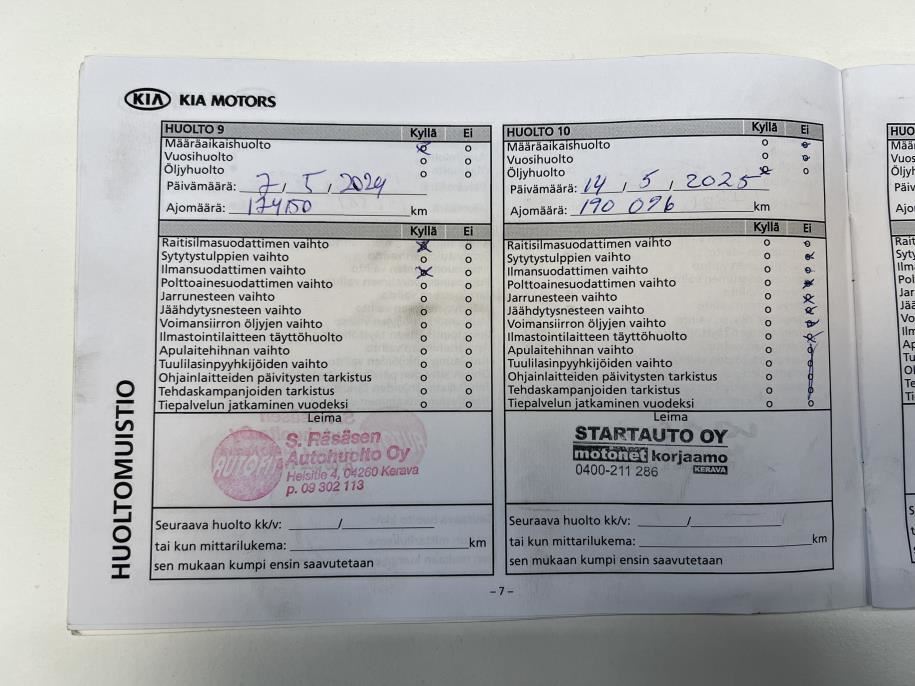 KIA KIA MOTORS
HUOLTOMUISTIO
HUOLTO 9 Kyllä Ei
Määräaikaishuolto
Vuosihuolto
Öljyhuolto
Päivämäärä: 7, 5, 2024
Ajomäärä: 174150 km
Kyllä Ei
Raitisilmasuodattimen vaihto
Sytytystulppien vaihto
Ilmansuodattimen vaihto
Polttoainesuodattimen vaihto
Jarrunesteen vaihto
Jäähdytysnesteen vaihto
Voimansiirron öljyjen vaihto
Ilmastointilaitteen täyttöhuolto
Apulaitehihnan vaihto
Tuulilasinpyyhkijöiden vaihto
Ohjainlaitteiden päivitysten tarkistus
Tehdaskampanjoiden tarkistus
Tiepalvelun jatkaminen vuodeksi
Leima
AUTOFIT
S. Räsäsen
Autohuolto Oy
Heisitie 4, 04260 Kerava
p. 09 302 113
Seuraava huolto kk/v: /
tai kun mittarilukema: km
sen mukaan kumpi ensin saavutetaan
HUOLTO 10 Kyllä Ei
Määräaikaishuolto
Vuosihuolto
Öljyhuolto
Päivämäärä: 14, 5, 2025
Ajomäärä: 190 096 km
Kyllä Ei
Raitisilmasuodattimen vaihto
Sytytystulppien vaihto
Ilmansuodattimen vaihto
Polttoainesuodattimen vaihto
Jarrunesteen vaihto
Jäähdytysnesteen vaihto
Voimansiirron öljyjen vaihto
Ilmastointilaitteen täyttöhuolto
Apulaitehihnan vaihto
Tuulilasinpyyhkijöiden vaihto
Ohjainlaitteiden päivitysten tarkistus
Tehdaskampanjoiden tarkistus
Tiepalvelun jatkaminen vuodeksi
Leima
STARTAUTO OY
motonet korjaamo
0400-211 286 KERAVA
Seuraava huolto kk/v: /
tai kun mittarilukema: km
sen mukaan kumpi ensin saavutetaan
– 7 –